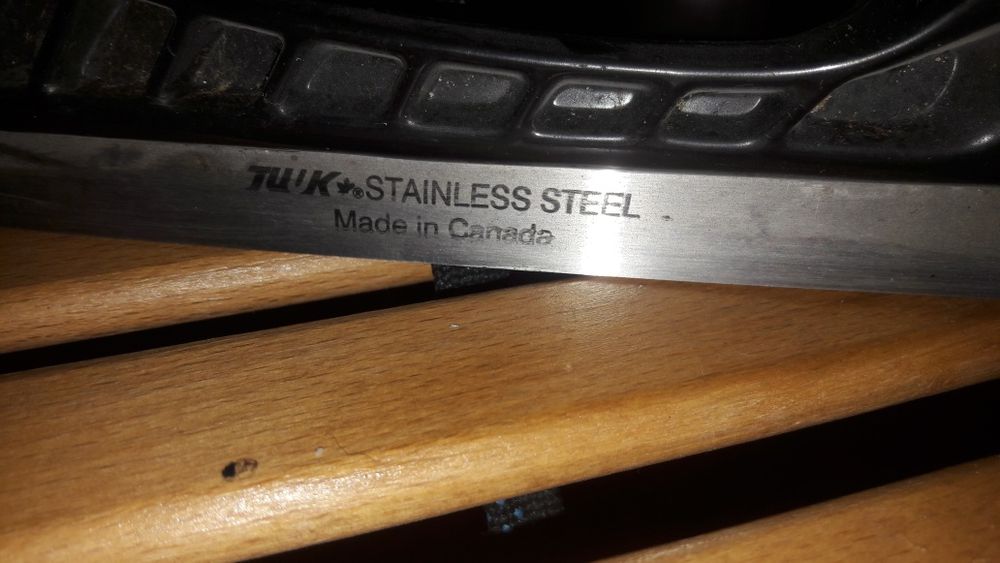 TUUK ® STAINLESS STEEL
Made in Canada